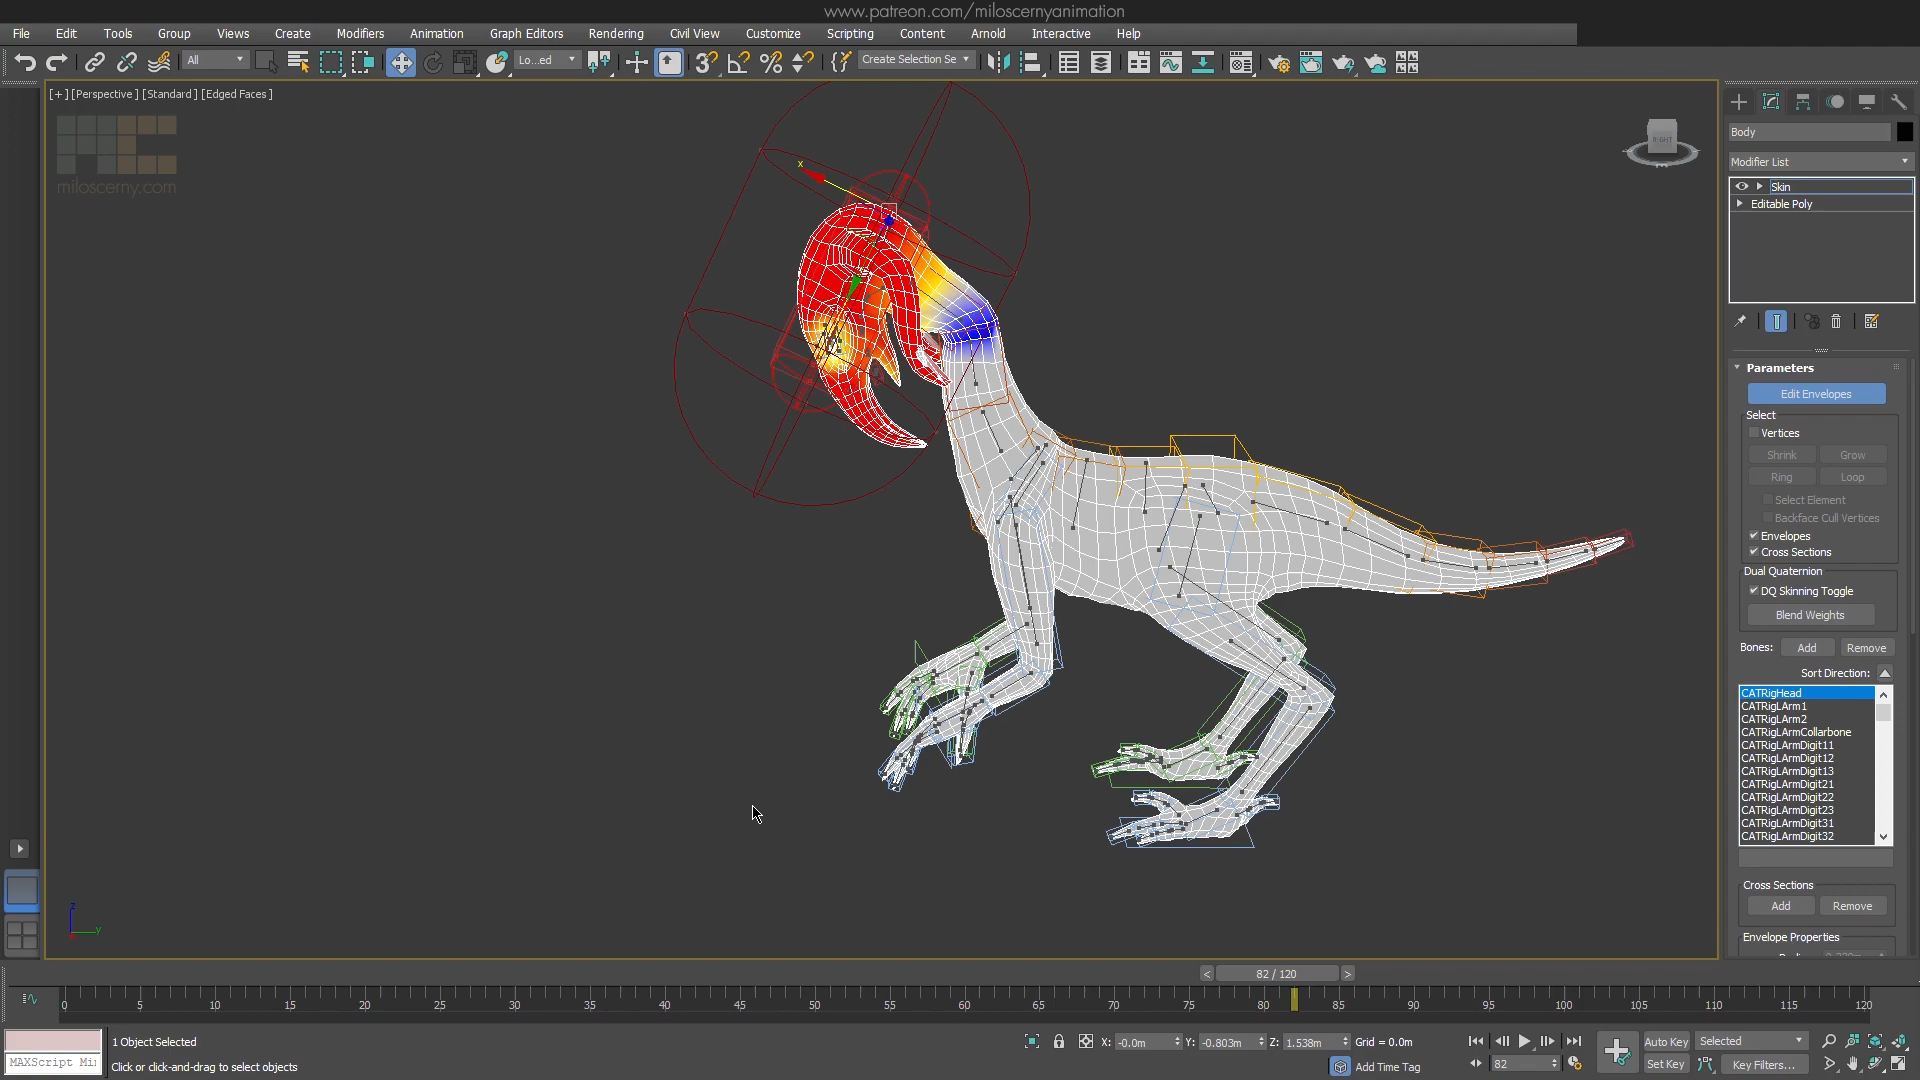 www.patreon.com/miloscernyanimation
File Edit Tools Group Views Create Modifiers Animation Graph Editors Rendering Civil View Customize Scripting Content Arnold Interactive Help
All Lo...ed Create Selection Se
[+] [Perspective ] [Standard ] [Edged Faces ]
miloscerny.com
x
RIGHT
Body
Modifier List
Skin
Editable Poly
Parameters
Edit Envelopes
Select
Vertices
Shrink Grow
Ring Loop
Select Element
Backface Cull Vertices
Envelopes
Cross Sections
Dual Quaternion
DQ Skinning Toggle
Blend Weights
Bones: Add Remove
Sort Direction:
CATRigHead
CATRigLArm1
CATRigLArm2
CATRigLArmCollarbone
CATRigLArmDigit11
CATRigLArmDigit12
CATRigLArmDigit13
CATRigLArmDigit21
CATRigLArmDigit22
CATRigLArmDigit23
CATRigLArmDigit31
CATRigLArmDigit32
Cross Sections
Add Remove
Envelope Properties
z
y
< 82 / 120 >
0 5 10 15 20 25 30 35 40 45 50 55 60 65 70 75 80 85 90 95 100 105 110 115 120
1 Object Selected X: -0.0m Y: -0.803m Z: 1.538m Grid = 0.0m Auto Key Selected
MAXScript Mi Click or click-and-drag to select objects Add Time Tag 82 Set Key Key Filters...